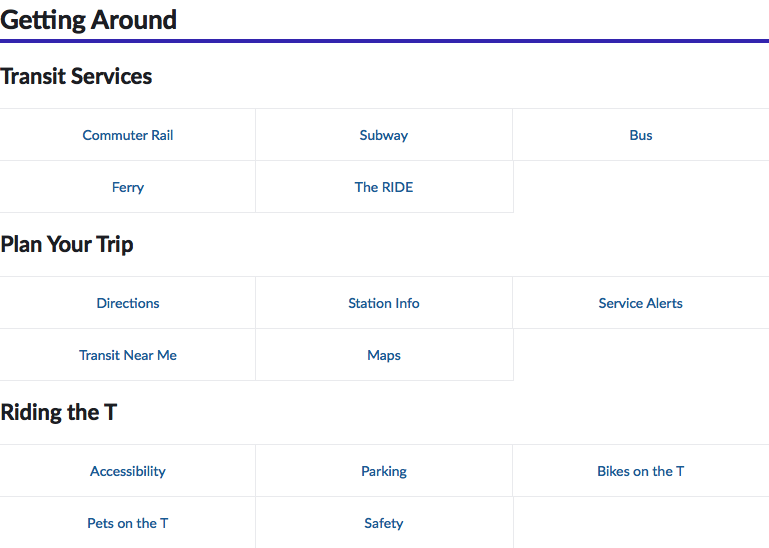 Getting Around
Transit Services
Commuter Rail Subway Bus
Ferry The RIDE
Plan Your Trip
Directions Station Info Service Alerts
Transit Near Me Maps
Riding the T
Accessibility Parking Bikes on the T
Pets on the T Safety